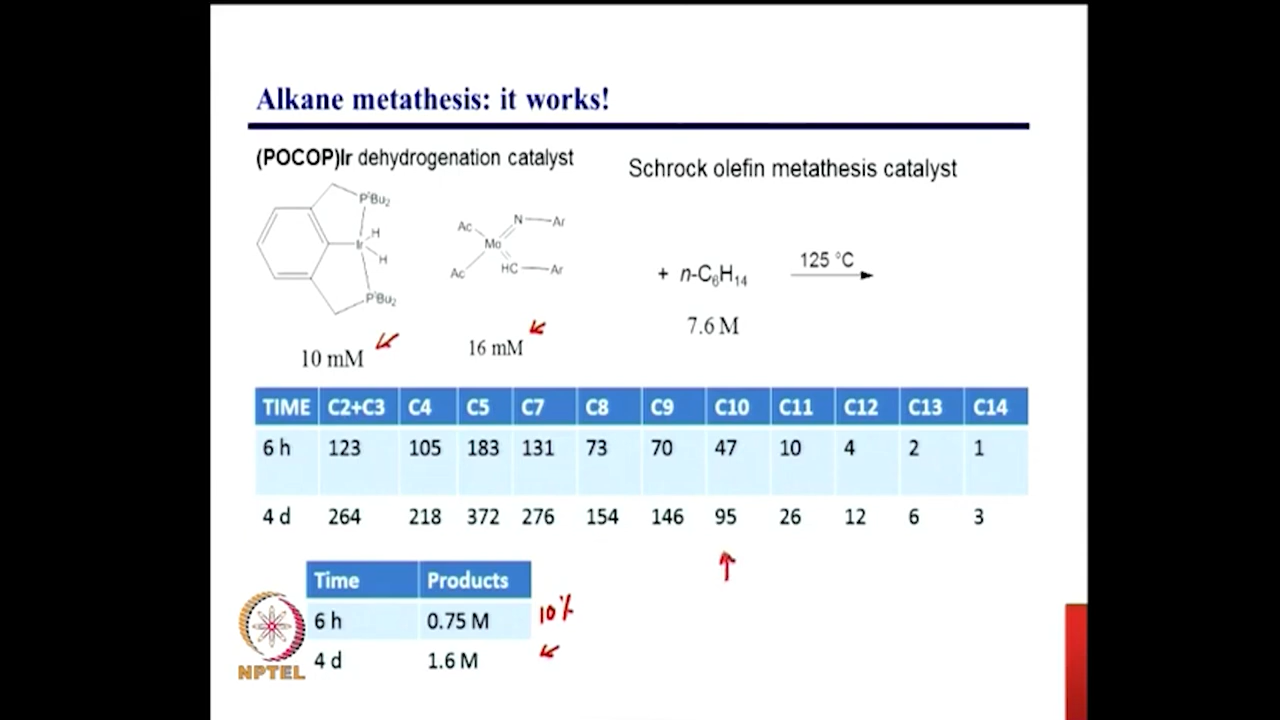 Alkane metathesis: it works!
(POCOP)Ir dehydrogenation catalyst
Schrock olefin metathesis catalyst
PᵗBu₂
Ir
H
H
PᵗBu₂
Ac
N
Ar
Mo
Ac
HC
Ar
+ n-C₆H₁₄
125 °C
7.6 M
10 mM
16 mM
TIME C2+C3 C4 C5 C7 C8 C9 C10 C11 C12 C13 C14
6 h 123 105 183 131 73 70 47 10 4 2 1
4 d 264 218 372 276 154 146 95 26 12 6 3
Time Products
6 h 0.75 M 10%
4 d 1.6 M
NPTEL